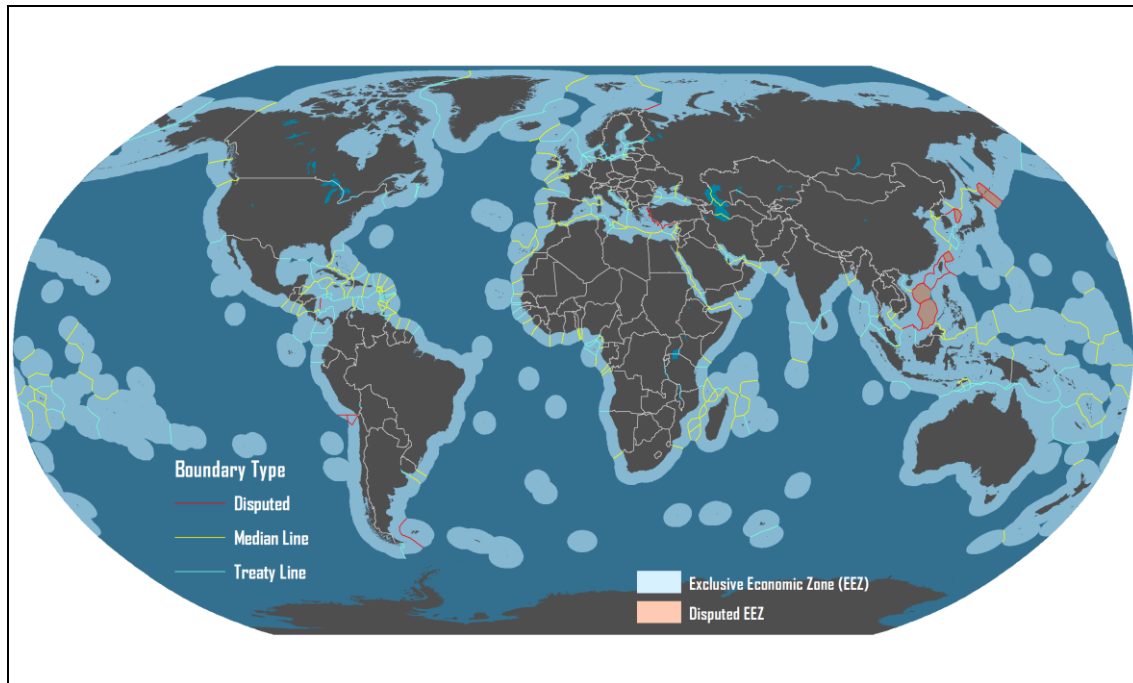 Boundary Type
Disputed
Median Line
Treaty Line
Exclusive Economic Zone (EEZ)
Disputed EEZ